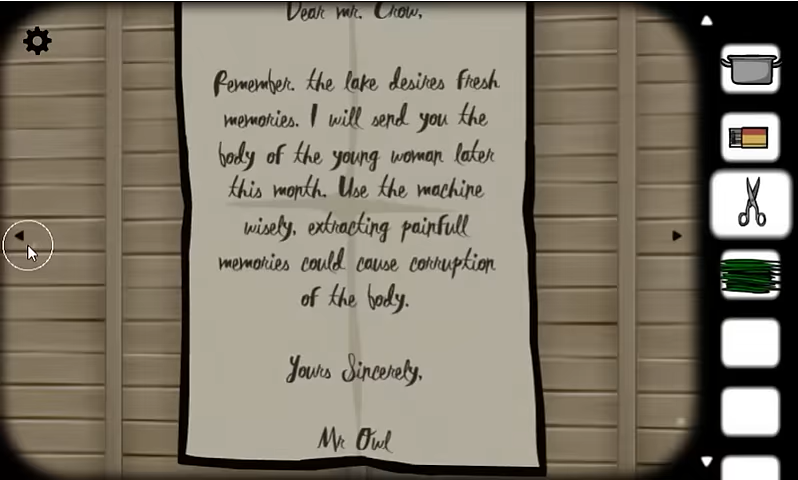 Dear mr. Crow,
Remember. the lake desires fresh
memories. I will send you the
body of the young woman later
this month. Use the machine
wisely, extracting painfull
memories could cause corruption
of the body.
Yours Sincerely,
Mr Owl